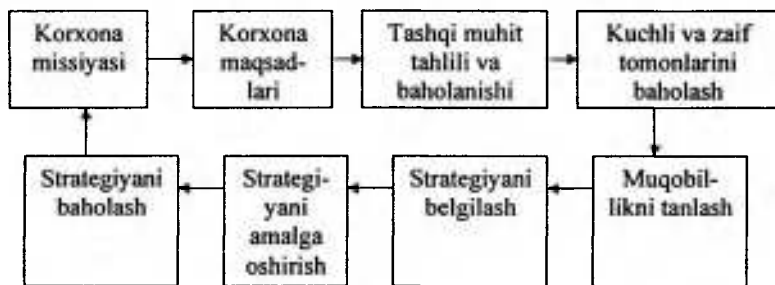 Korxona
missiyasi
Korxona
maqsad-
lari
Tashqi muhit
tahlili va
baholanishi
Kuchli va zaif
tomonlarini
baholash
Strategiyani
baholash
Strategi-
yani
amalga
oshirish
Strategiyani
belgilash
Muqobil-
likni tanlash